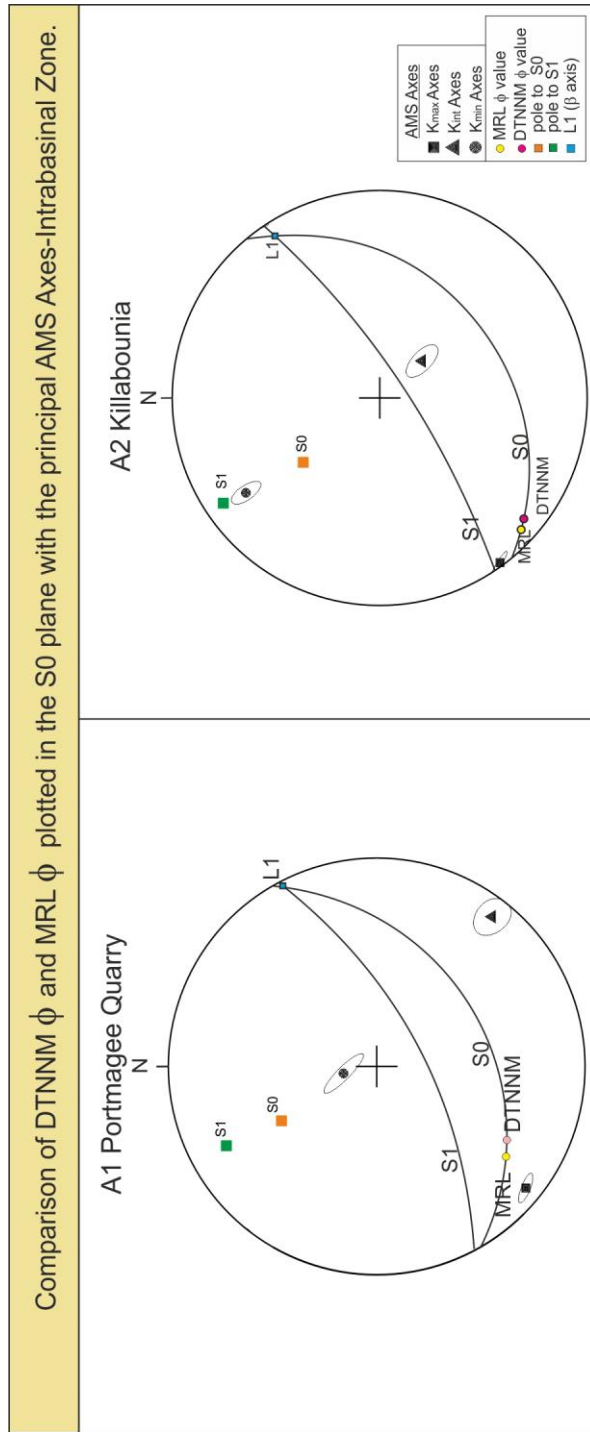 Comparison of DTNNM ϕ and MRL ϕ plotted in the S0 plane with the principal AMS Axes-Intrabasinal Zone.
A1 Portmagee Quarry
N
S1
S0
L1
S1
S0
MRL
DTNNM
A2 Killabounia
N
S1
S0
L1
S1
S0
MRL
DTNNM
AMS Axes
Kmax Axes
Kint Axes
Kmin Axes
MRL ϕ value
DTNNM ϕ value
pole to S0
pole to S1
L1 (β axis)